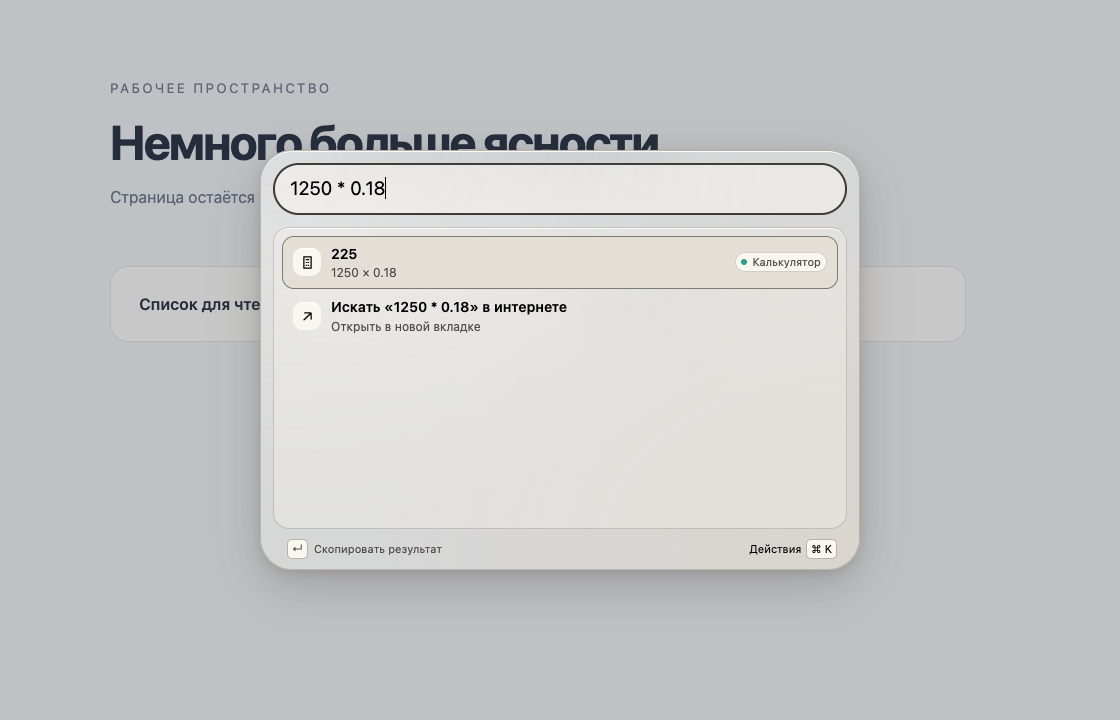 РАБОЧЕЕ ПРОСТРАНСТВО
Немного больше ясности
Страница остаётся
Список для чте
1250 * 0.18
225
1250 × 0.18
Калькулятор
Искать «1250 * 0.18» в интернете
Открыть в новой вкладке
Скопировать результат
Действия ⌘ K